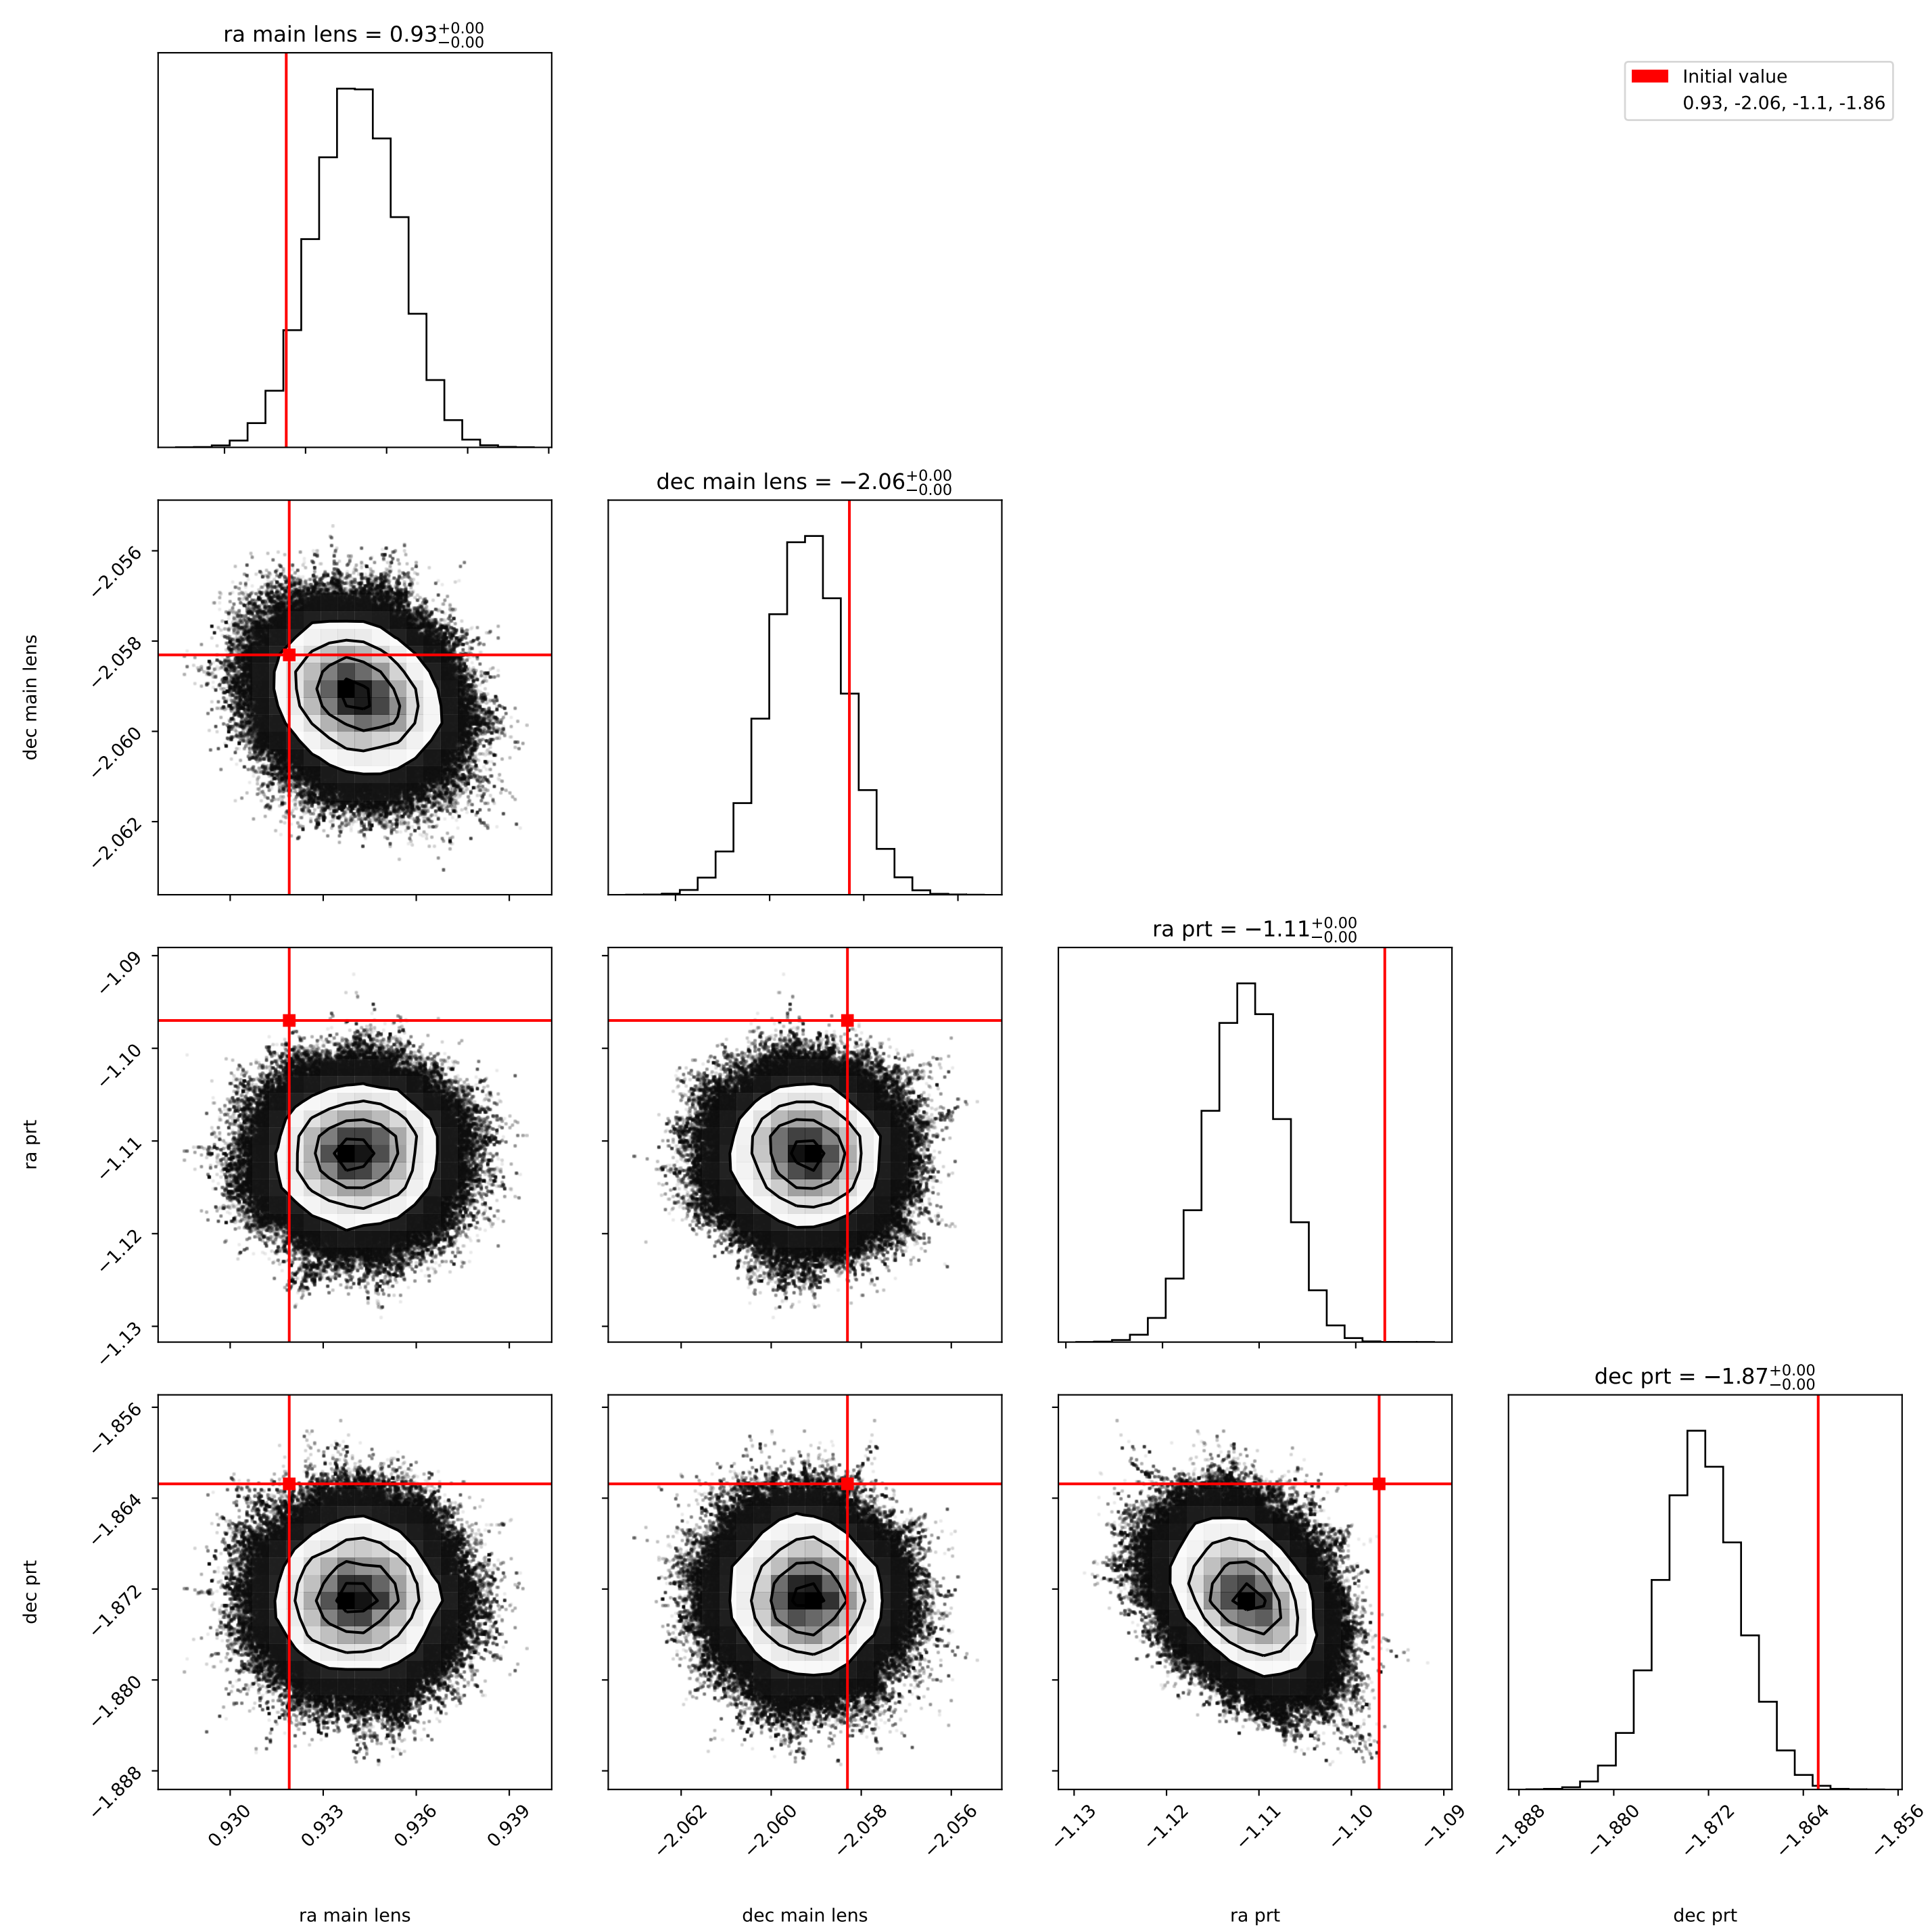 ra main lens = 0.93+0.00 −0.00
Initial value
0.93, -2.06, -1.1, -1.86
dec main lens = −2.06+0.00 −0.00
dec main lens
−2.056
−2.058
−2.060
−2.062
ra prt = −1.11+0.00 −0.00
ra prt
−1.09
−1.10
−1.11
−1.12
−1.13
dec prt = −1.87+0.00 −0.00
dec prt
−1.856
−1.864
−1.872
−1.880
−1.888
0.930 0.933 0.936 0.939
−2.062 −2.060 −2.058 −2.056
−1.13 −1.12 −1.11 −1.10 −1.09
−1.888 −1.880 −1.872 −1.864 −1.856
ra main lens
dec main lens
ra prt
dec prt